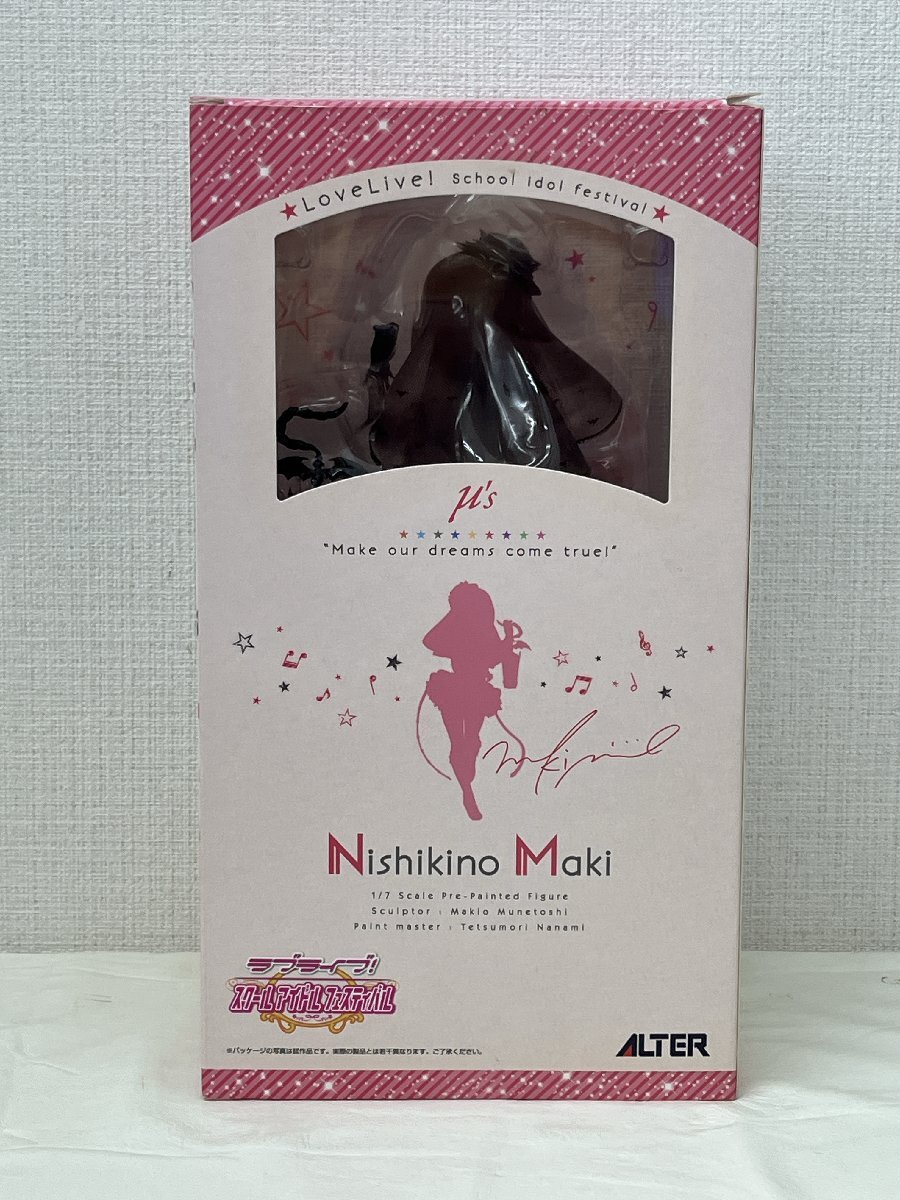 ★LoveLive! School idol festival★
μ's
"Make our dreams come true!"
Nishikino Maki
1/7 Scale Pre-Painted Figure
Sculptor : Makio Munetoshi
Paint master : Tetsumori Nanami
ラブライブ!
スクールアイドルフェスティバル
※パッケージの写真は試作品です。実際の製品とは若干異なります。ご了承ください。
ALTER